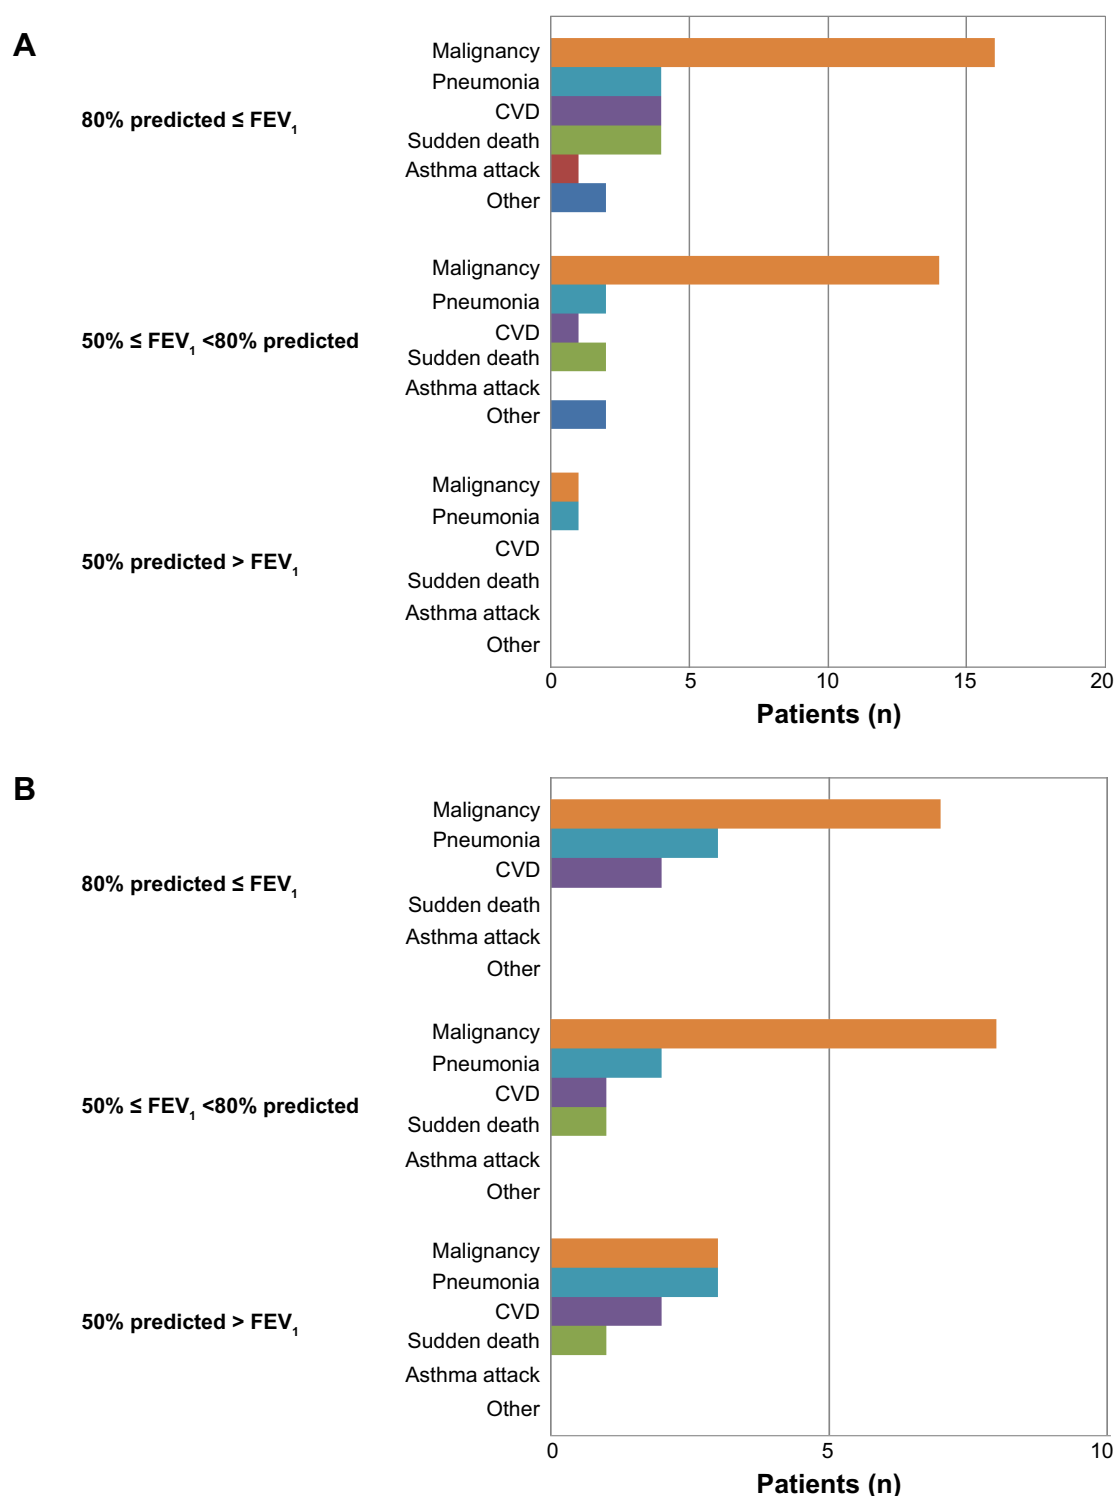 A
Malignancy
Pneumonia
CVD
80% predicted ≤ FEV₁
Sudden death
Asthma attack
Other
Malignancy
Pneumonia
CVD
50% ≤ FEV₁ <80% predicted
Sudden death
Asthma attack
Other
Malignancy
Pneumonia
CVD
50% predicted > FEV₁
Sudden death
Asthma attack
Other
0 5 10 15 20
Patients (n)
B
Malignancy
Pneumonia
CVD
80% predicted ≤ FEV₁
Sudden death
Asthma attack
Other
Malignancy
Pneumonia
CVD
50% ≤ FEV₁ <80% predicted
Sudden death
Asthma attack
Other
Malignancy
Pneumonia
CVD
50% predicted > FEV₁
Sudden death
Asthma attack
Other
0 5 10
Patients (n)